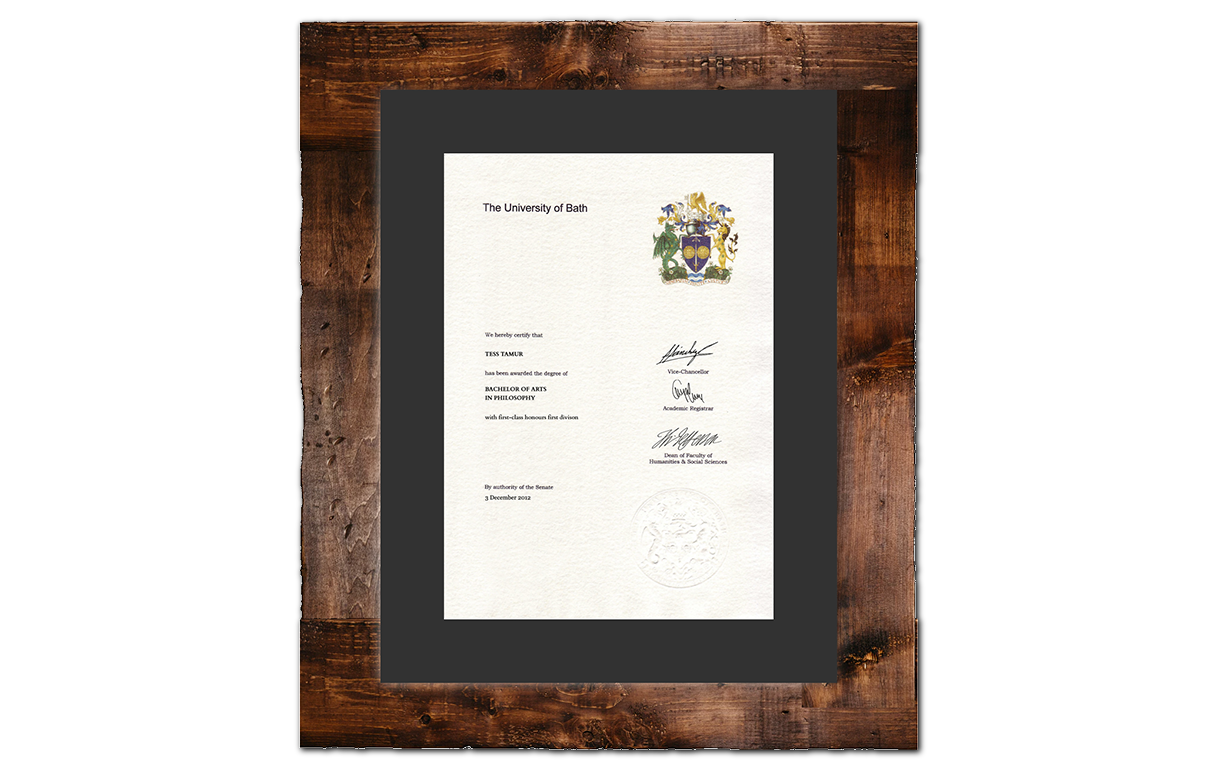 The University of Bath
We hereby certify that
TESS TAMUR
has been awarded the degree of
BACHELOR OF ARTS
IN PHILOSOPHY
with first-class honours first divison
By authority of the Senate
3 December 2012
Vice-Chancellor
Academic Registrar
Dean of Faculty of
Humanities & Social Sciences